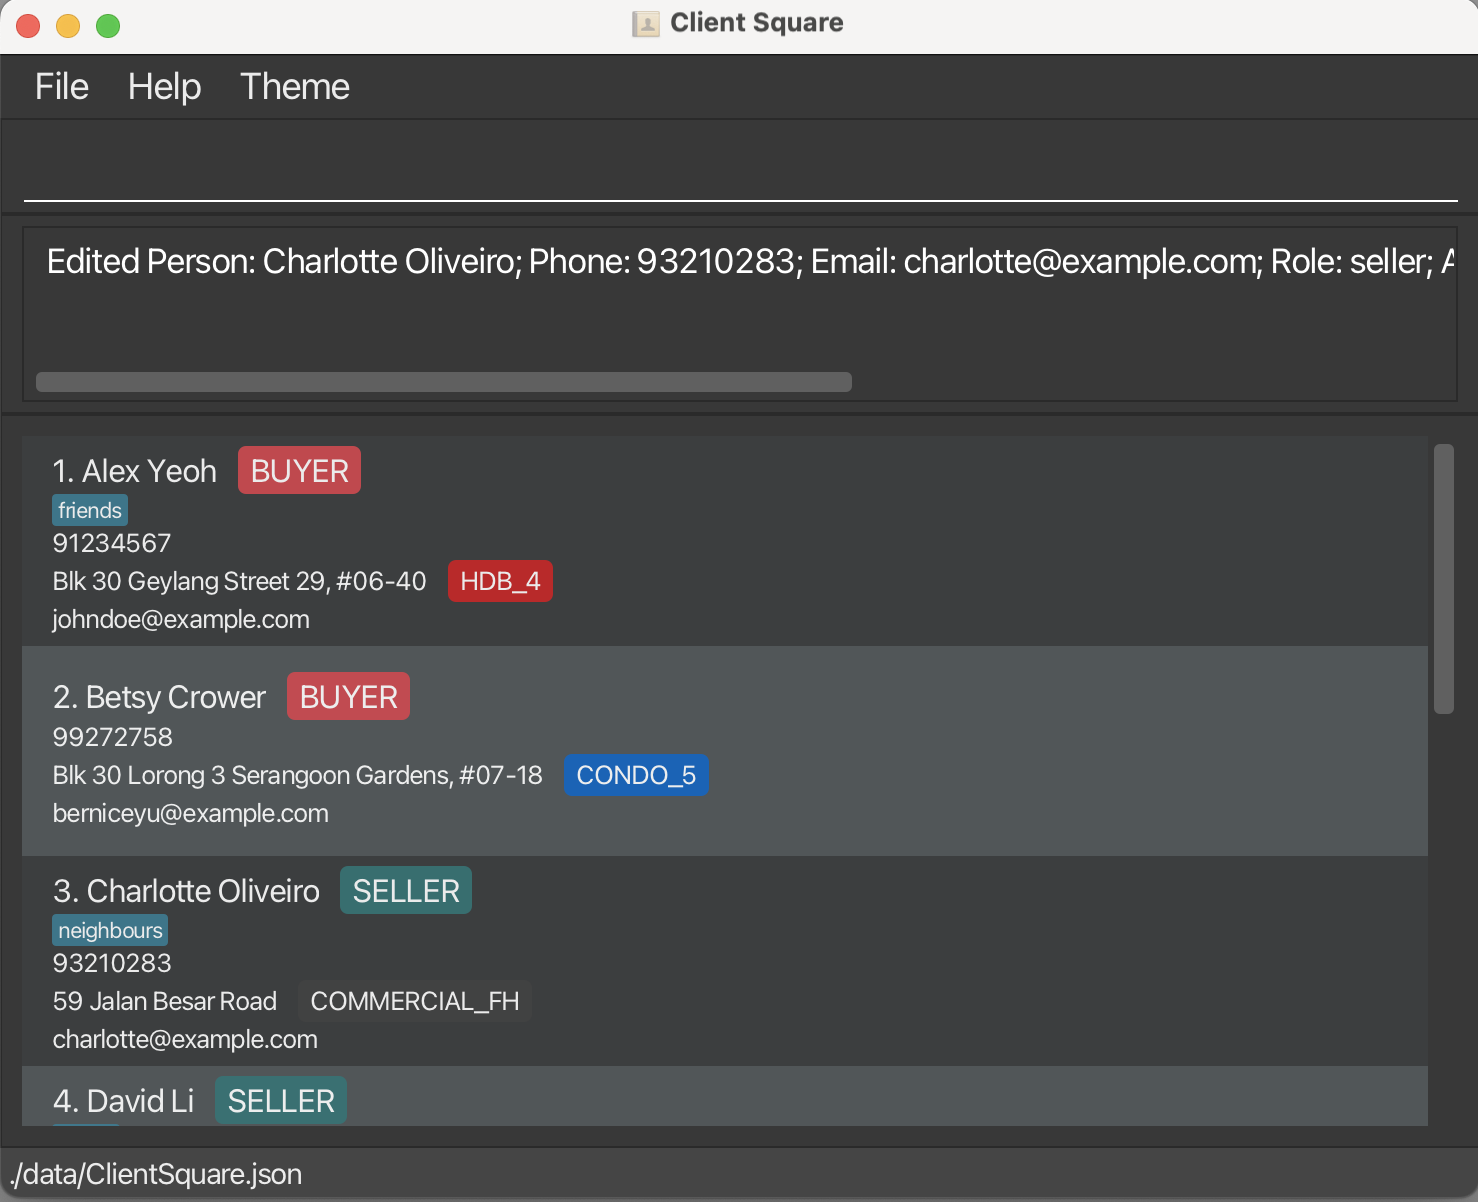 Client Square
File Help Theme
Edited Person: Charlotte Oliveiro; Phone: 93210283; Email: charlotte@example.com; Role: seller; A
1. Alex Yeoh BUYER
friends
91234567
Blk 30 Geylang Street 29, #06-40 HDB_4
johndoe@example.com
2. Betsy Crower BUYER
99272758
Blk 30 Lorong 3 Serangoon Gardens, #07-18 CONDO_5
berniceyu@example.com
3. Charlotte Oliveiro SELLER
neighbours
93210283
59 Jalan Besar Road COMMERCIAL_FH
charlotte@example.com
4. David Li SELLER
./data/ClientSquare.json